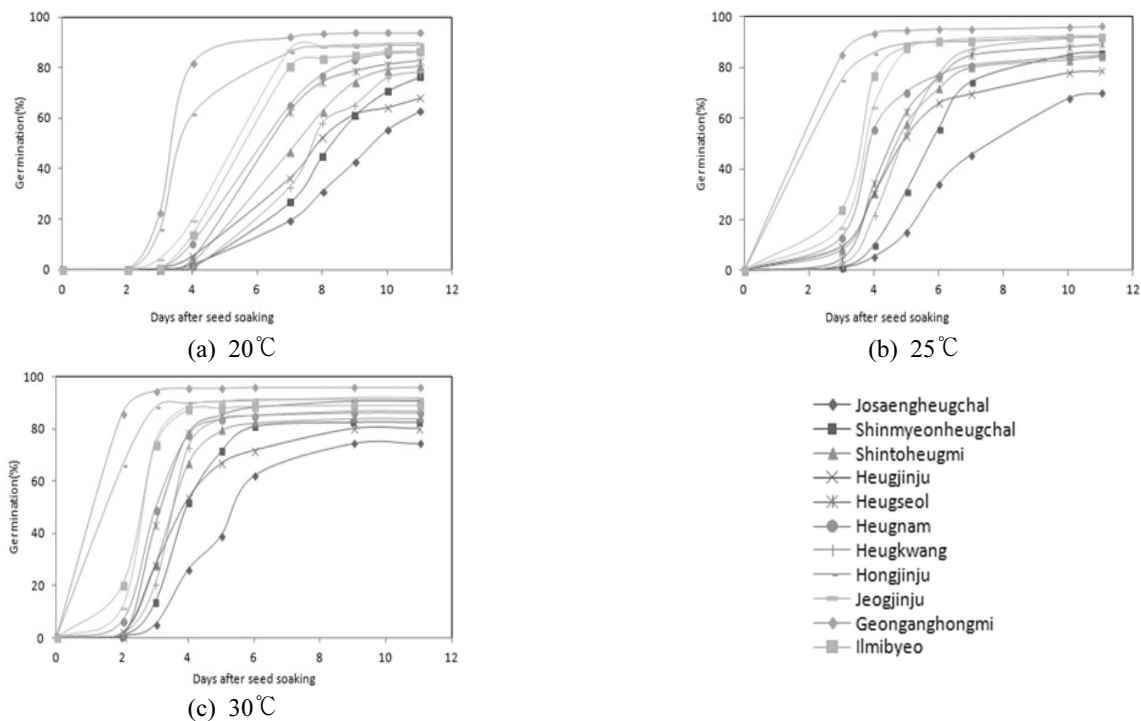 100
80
60
40
20
0
Germination(%)
0 2 4 6 8 10 12
Days after seed soaking
(a) 20℃
100
80
60
40
20
0
Germination(%)
0 2 4 6 8 10 12
Days after seed soaking
(b) 25℃
100
80
60
40
20
0
Germination(%)
0 2 4 6 8 10 12
Days after seed soaking
(c) 30℃
Josaengheugchal
Shinmyeonheugchal
Shintoheugmi
Heugjinju
Heugseol
Heugnam
Heugkwang
Hongjinju
Jeogjinju
Geonganghongmi
Ilmibyeo